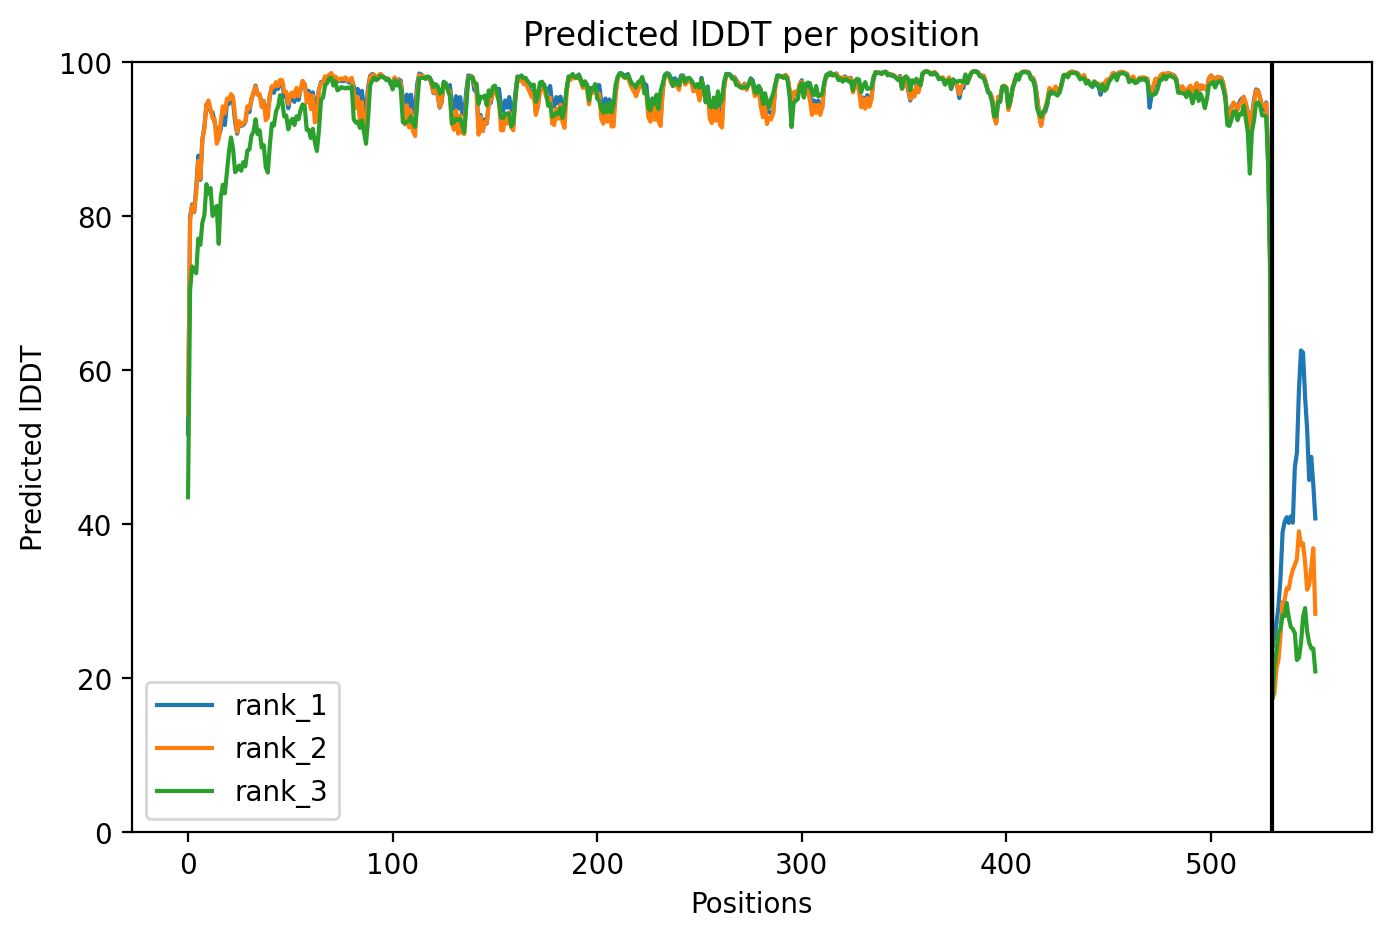 Predicted lDDT per position
Predicted lDDT
100
80
60
40
20
0
0 100 200 300 400 500
Positions
rank_1
rank_2
rank_3